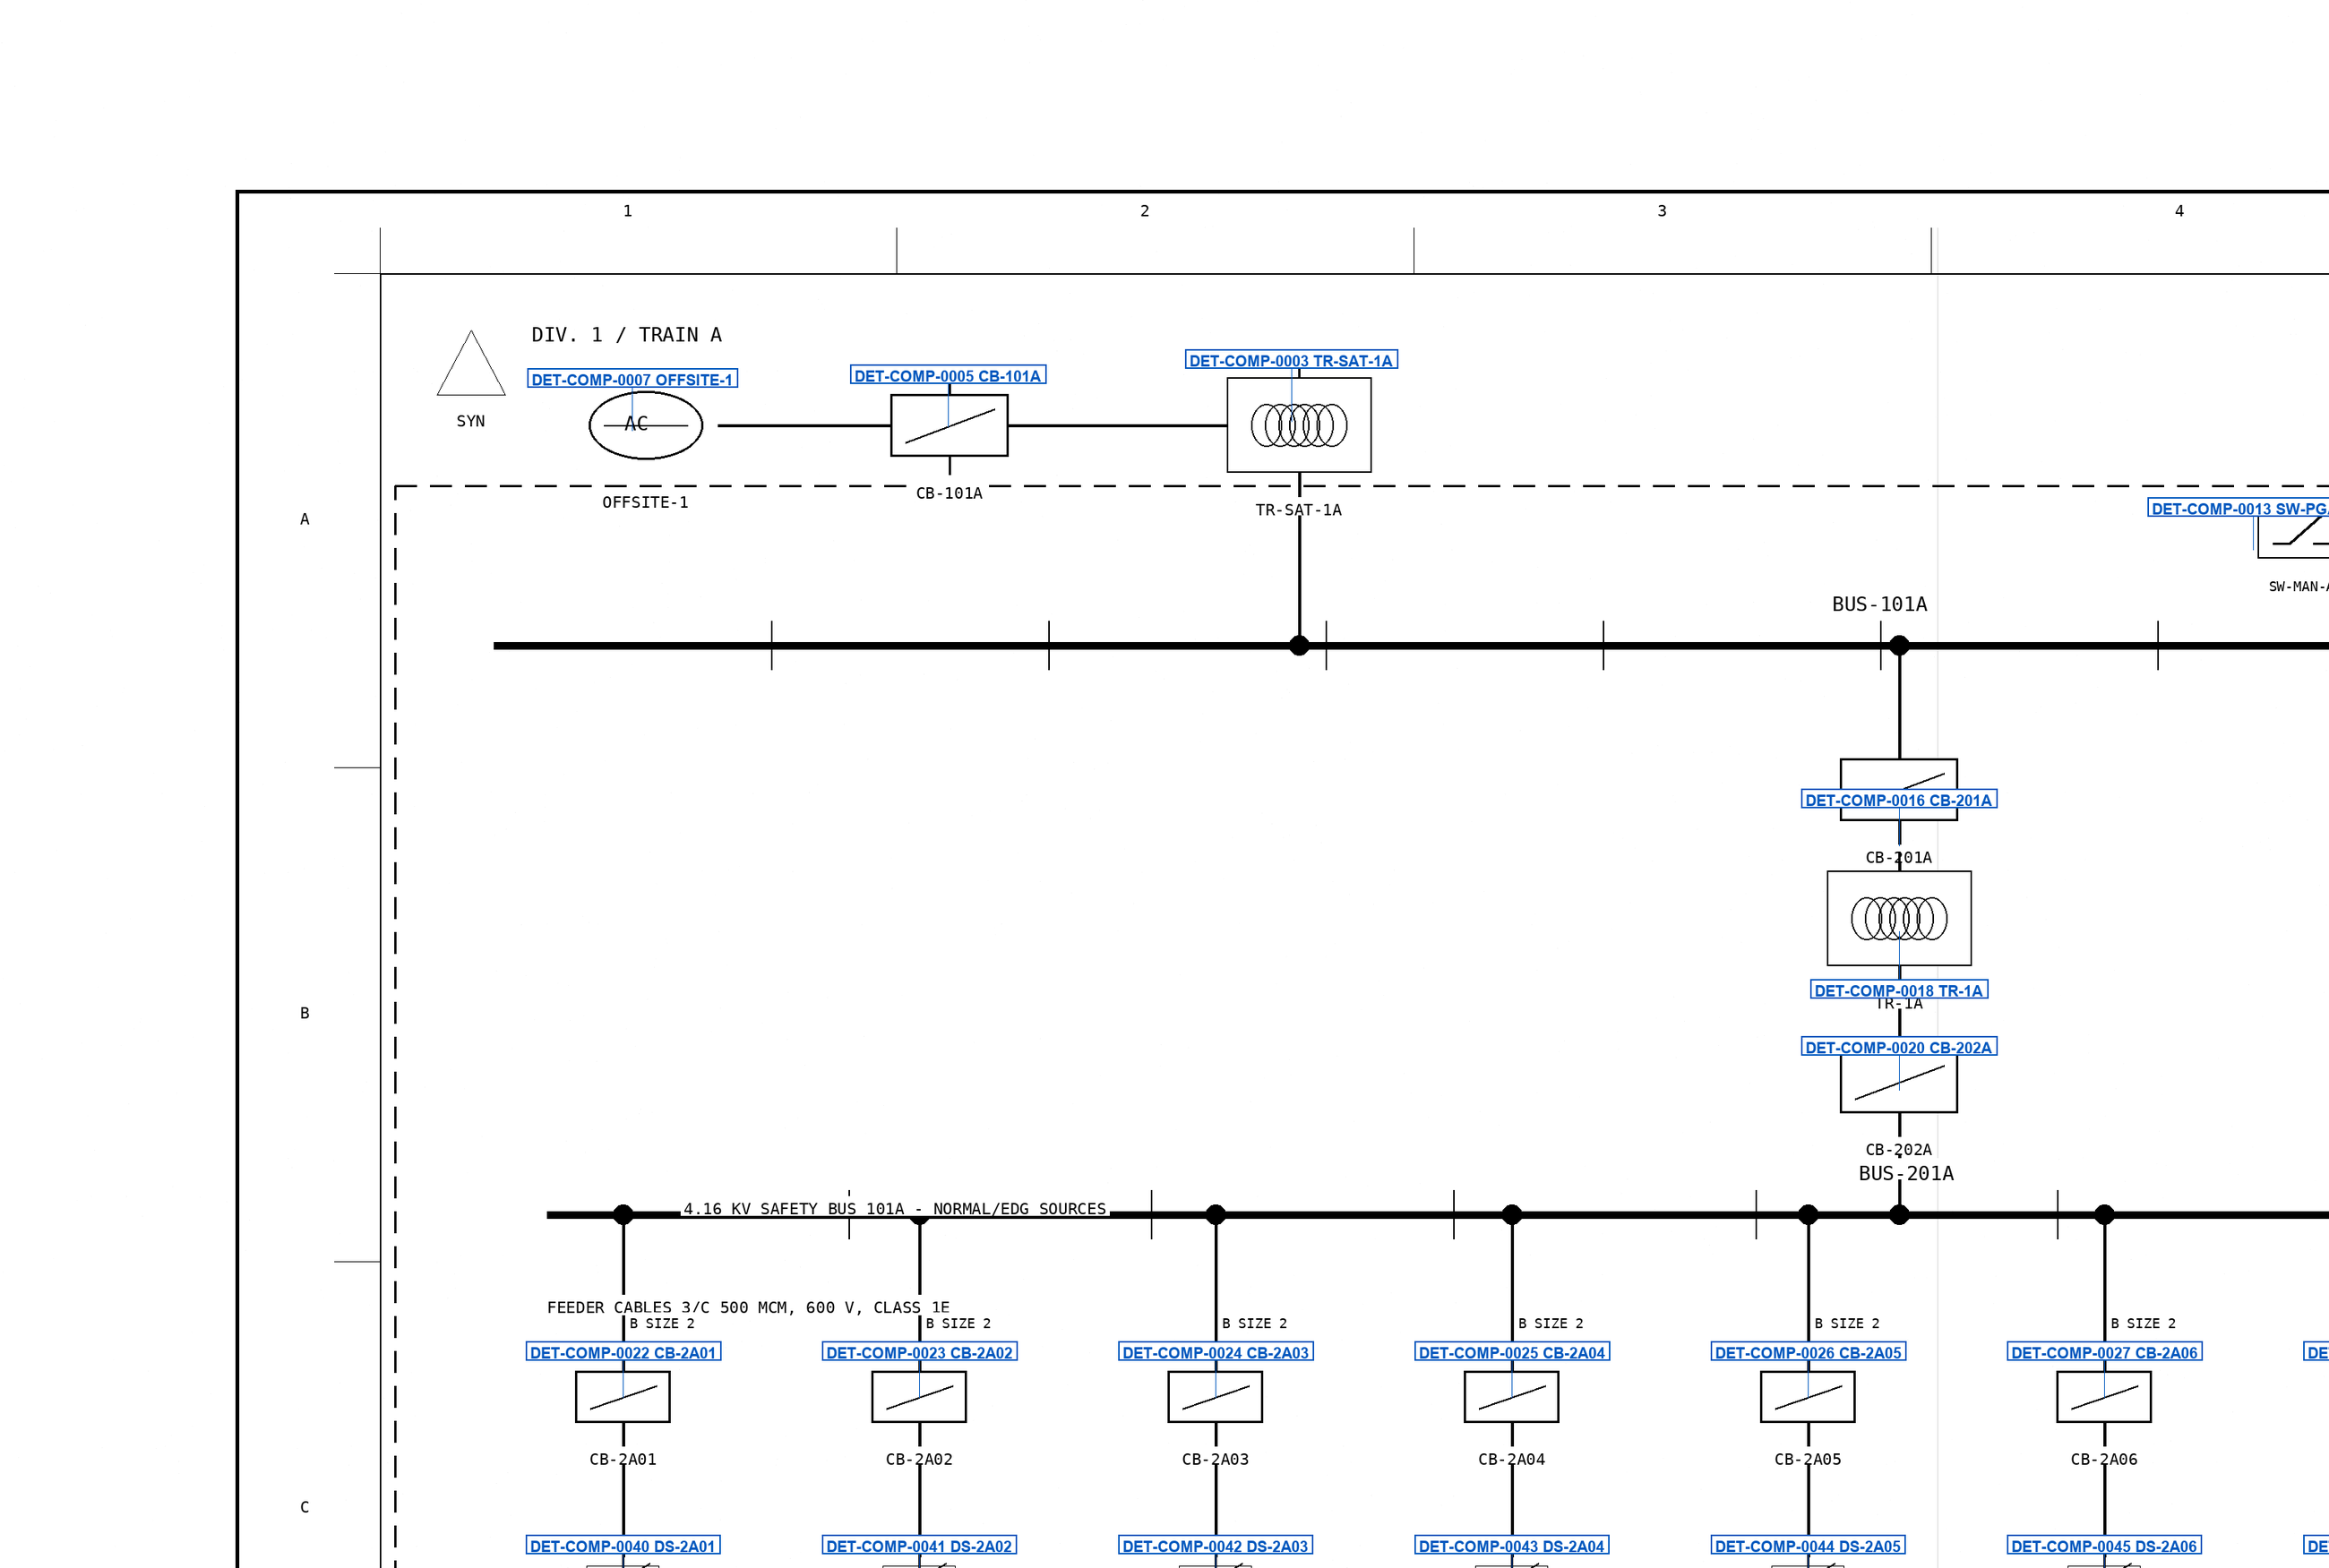 1 2 3 4
DIV. 1 / TRAIN A
DET-COMP-0003 TR-SAT-1A
DET-COMP-0005 CB-101A
DET-COMP-0007 OFFSITE-1
SYN
AC
CB-101A
OFFSITE-1
TR-SAT-1A
DET-COMP-0013 SW-PG
A
SW-MAN-A
BUS-101A
DET-COMP-0016 CB-201A
CB-201A
DET-COMP-0018 TR-1A
TR-1A
B
DET-COMP-0020 CB-202A
CB-202A
BUS-201A
4.16 KV SAFETY BUS 101A - NORMAL/EDG SOURCES
FEEDER CABLES 3/C 500 MCM, 600 V, CLASS 1E
B SIZE 2 B SIZE 2 B SIZE 2 B SIZE 2 B SIZE 2 B SIZE 2
DET-COMP-0022 CB-2A01 DET-COMP-0023 CB-2A02 DET-COMP-0024 CB-2A03 DET-COMP-0025 CB-2A04 DET-COMP-0026 CB-2A05 DET-COMP-0027 CB-2A06
CB-2A01 CB-2A02 CB-2A03 CB-2A04 CB-2A05 CB-2A06
C
DET-COMP-0040 DS-2A01 DET-COMP-0041 DS-2A02 DET-COMP-0042 DS-2A03 DET-COMP-0043 DS-2A04 DET-COMP-0044 DS-2A05 DET-COMP-0045 DS-2A06